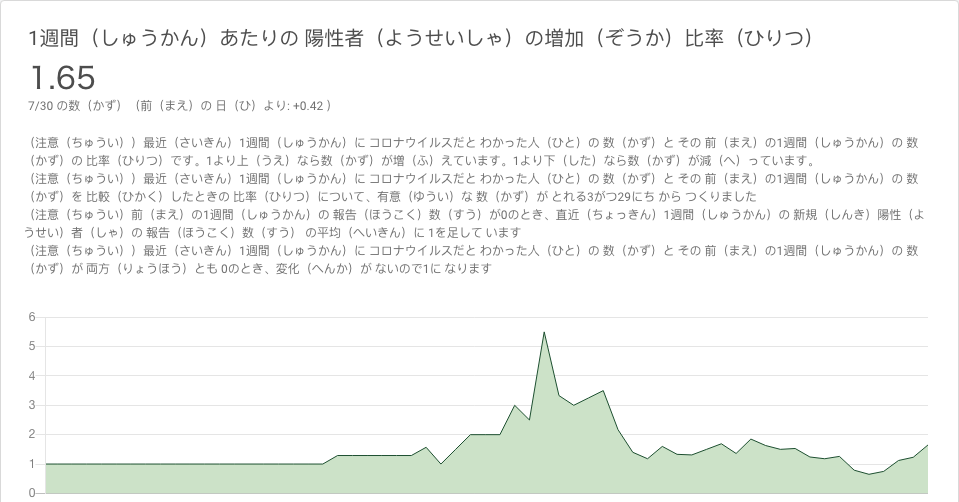 1週間（しゅうかん）あたりの 陽性者（ようせいしゃ）の増加（ぞうか）比率（ひりつ）
1.65
7/30 の数（かず）（前（まえ）の 日（ひ）より: +0.42 ）
（注意（ちゅうい））最近（さいきん）1週間（しゅうかん）に コロナウイルスだと わかった人（ひと）の 数（かず）と その 前（まえ）の1週間（しゅうかん）の 数
（かず）の 比率（ひりつ）です。1より上（うえ）なら数（かず）が増（ふ）えています。1より下（した）なら数（かず）が減（へ）っています。
（注意（ちゅうい））最近（さいきん）1週間（しゅうかん）に コロナウイルスだと わかった人（ひと）の 数（かず）と その 前（まえ）の1週間（しゅうかん）の 数
（かず）を 比較（ひかく）したときの 比率（ひりつ）について、有意（ゆうい）な 数（かず）が とれる3がつ29にち から つくりました
（注意（ちゅうい）前（まえ）の1週間（しゅうかん）の 報告（ほうこく）数（すう）が0のとき、直近（ちょっきん）1週間（しゅうかん）の 新規（しんき）陽性（よ
うせい）者（しゃ）の 報告（ほうこく）数（すう） の平均（へいきん）に 1を足して います
（注意（ちゅうい））最近（さいきん）1週間（しゅうかん）に コロナウイルスだと わかった人（ひと）の 数（かず）と その 前（まえ）の1週間（しゅうかん）の 数
（かず）が 両方（りょうほう）とも 0のとき、変化（へんか）が ないので1に なります
6
5
4
3
2
1
0